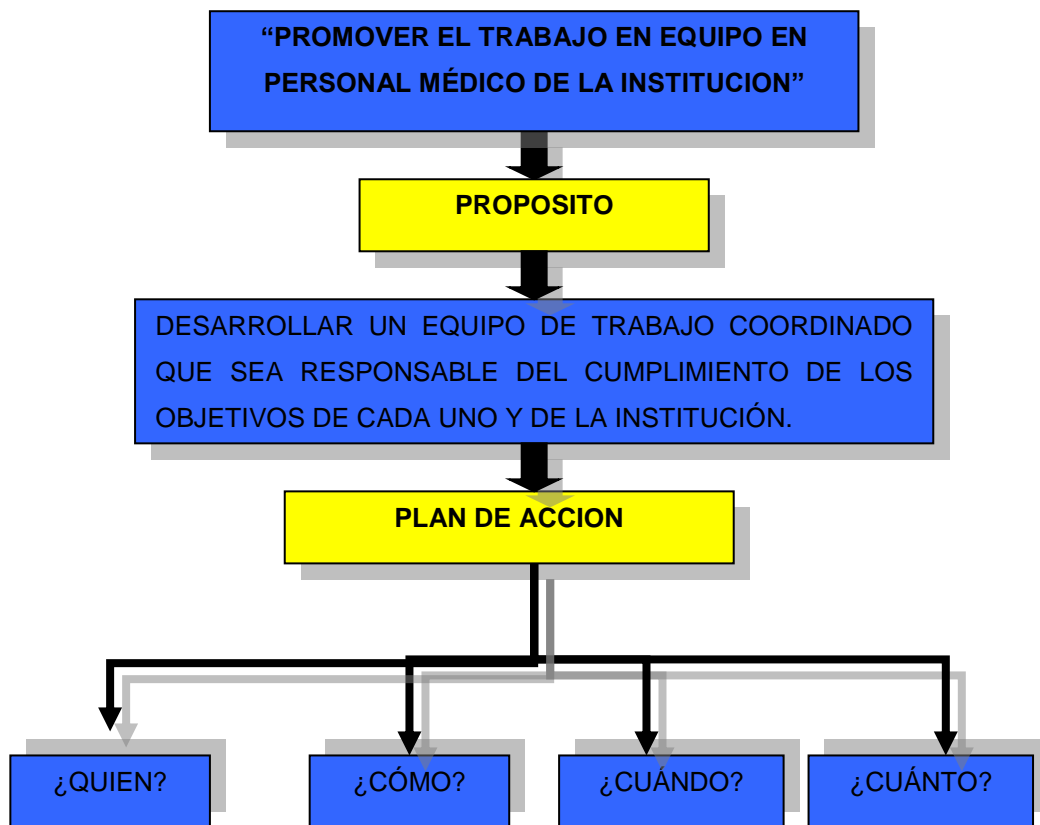 “PROMOVER EL TRABAJO EN EQUIPO EN
PERSONAL MÉDICO DE LA INSTITUCION”
PROPOSITO
DESARROLLAR UN EQUIPO DE TRABAJO COORDINADO
QUE SEA RESPONSABLE DEL CUMPLIMIENTO DE LOS
OBJETIVOS DE CADA UNO Y DE LA INSTITUCIÓN.
PLAN DE ACCION
¿QUIEN?
¿CÓMO?
¿CUÁNDO?
¿CUÁNTO?